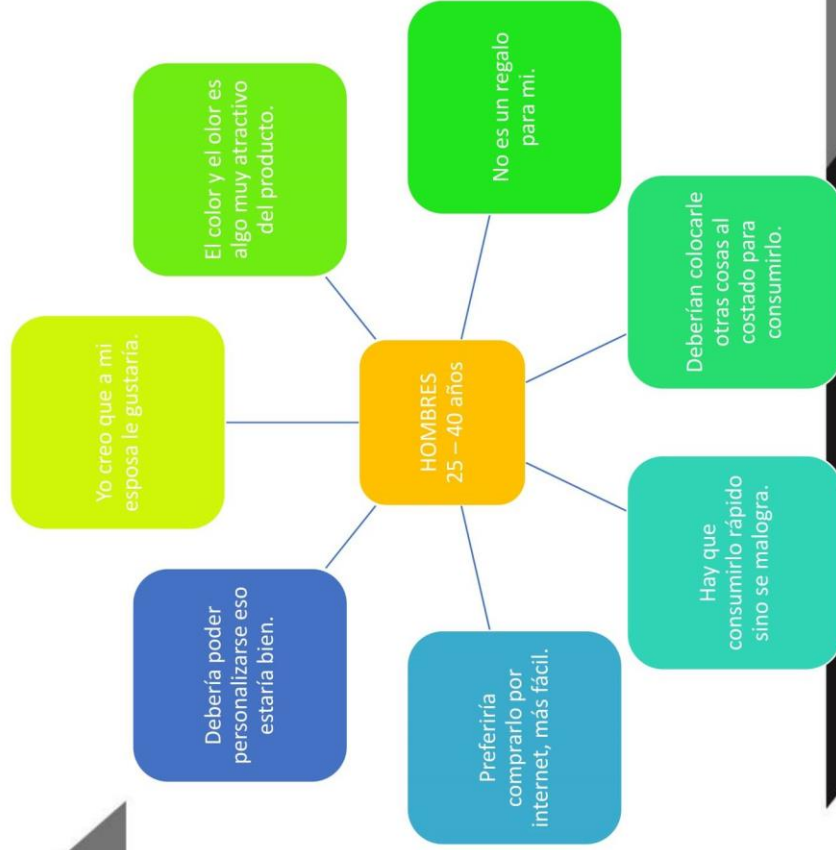 HOMBRES
25 – 40 años
Yo creo que a mi
esposa le gustaría.
El color y el olor es
algo muy atractivo
del producto.
No es un regalo
para mi.
Deberían colocarle
otras cosas al
costado para
consumirlo.
Hay que
consumirlo rápido
sino se malogra.
Preferiría
comprarlo por
internet, más fácil.
Debería poder
personalizarse eso
estaría bien.